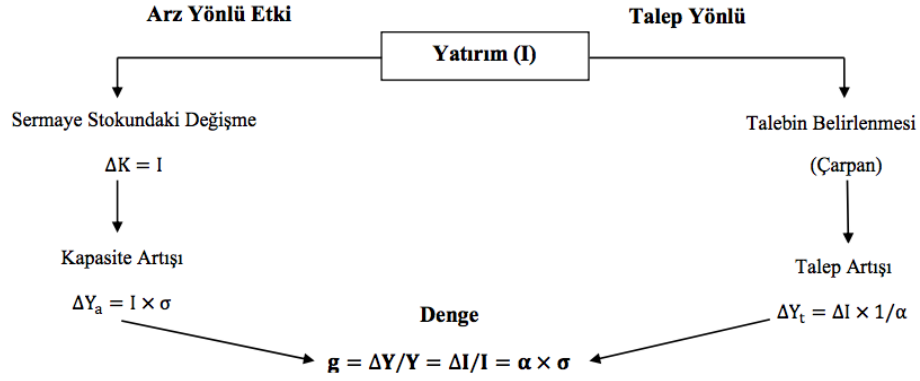 Arz Yönlü Etki
Talep Yönlü
Yatırım (I)
Sermaye Stokundaki Değişme
ΔK = I
Kapasite Artışı
ΔYₐ = I × σ
Talebin Belirlenmesi
(Çarpan)
Talep Artışı
ΔYₜ = ΔI × 1/α
Denge
g = ΔY/Y = ΔI/I = α × σ